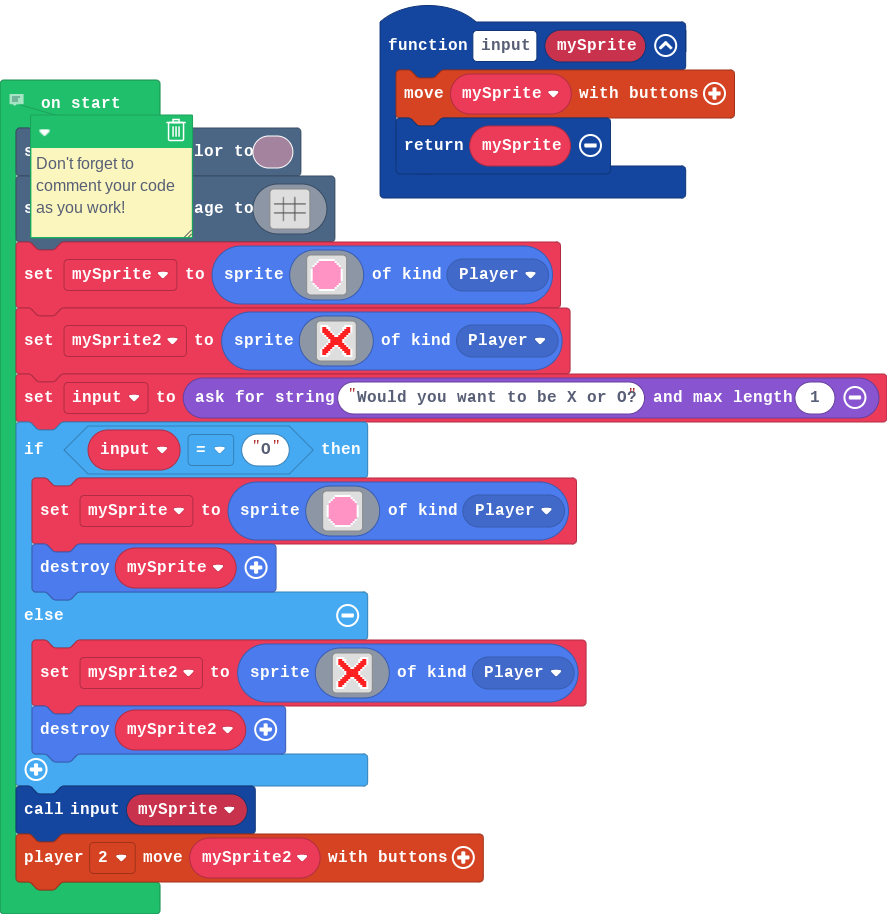 function input mySprite
move mySprite with buttons
return mySprite
on start
lor to
Don't forget to
comment your code
as you work!
age to
set mySprite to sprite of kind Player
set mySprite2 to sprite of kind Player
set input to ask for string "Would you want to be X or O?" and max length 1
if input = "O" then
set mySprite to sprite of kind Player
destroy mySprite
else
set mySprite2 to sprite of kind Player
destroy mySprite2
call input mySprite
player 2 move mySprite2 with buttons